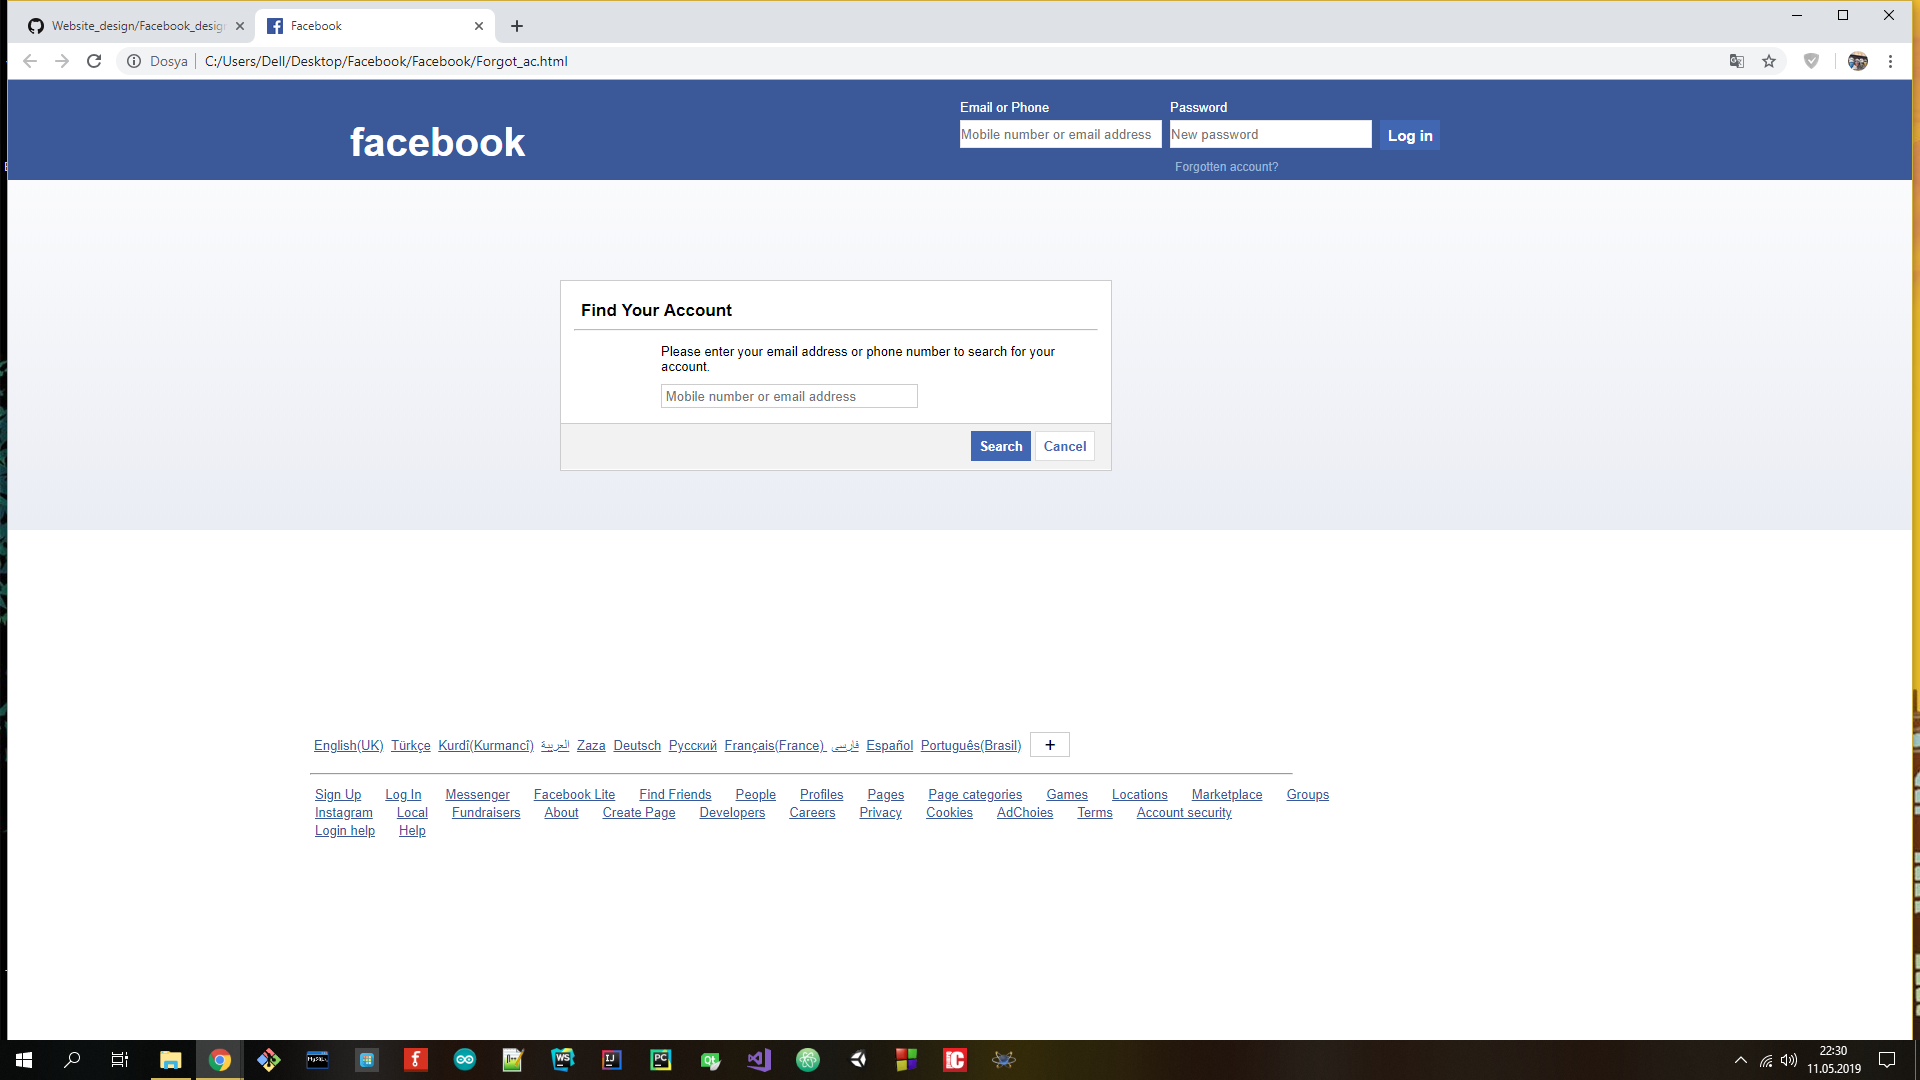 Website_design/Facebook_design
Facebook
Dosya
C:/Users/Dell/Desktop/Facebook/Facebook/Forgot_ac.html
Email or Phone
Password
facebook
Mobile number or email address
New password
Log in
Forgotten account?
Find Your Account
Please enter your email address or phone number to search for your
account.
Mobile number or email address
Search Cancel
English(UK) Türkçe Kurdî(Kurmancî) العربية Zaza Deutsch Русский Français(France) فارسی Español Português(Brasil) +
Sign Up Log In Messenger Facebook Lite Find Friends People Profiles Pages Page categories Games Locations Marketplace Groups
Instagram Local Fundraisers About Create Page Developers Careers Privacy Cookies AdChoies Terms Account security
Login help Help
22:30
11.05.2019